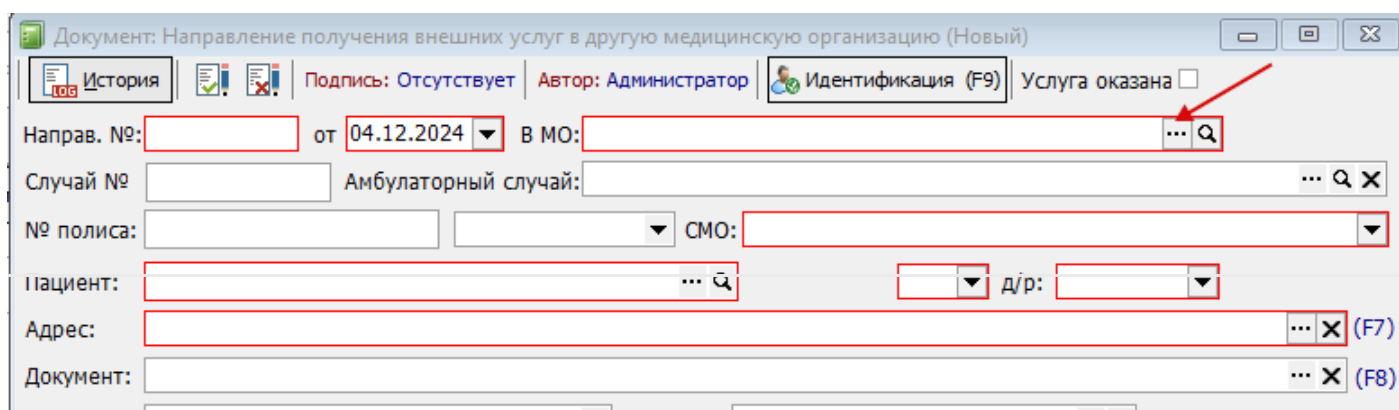 Документ: Направление получения внешних услуг в другую медицинскую организацию (Новый)
LOG История Подпись: Отсутствует Автор: Администратор Идентификация (F9) Услуга оказана
Направ. №: от 04.12.2024 В МО:
Случай № Амбулаторный случай:
№ полиса: СМО:
Пациент: д/р:
Адрес: (F7)
Документ: (F8)